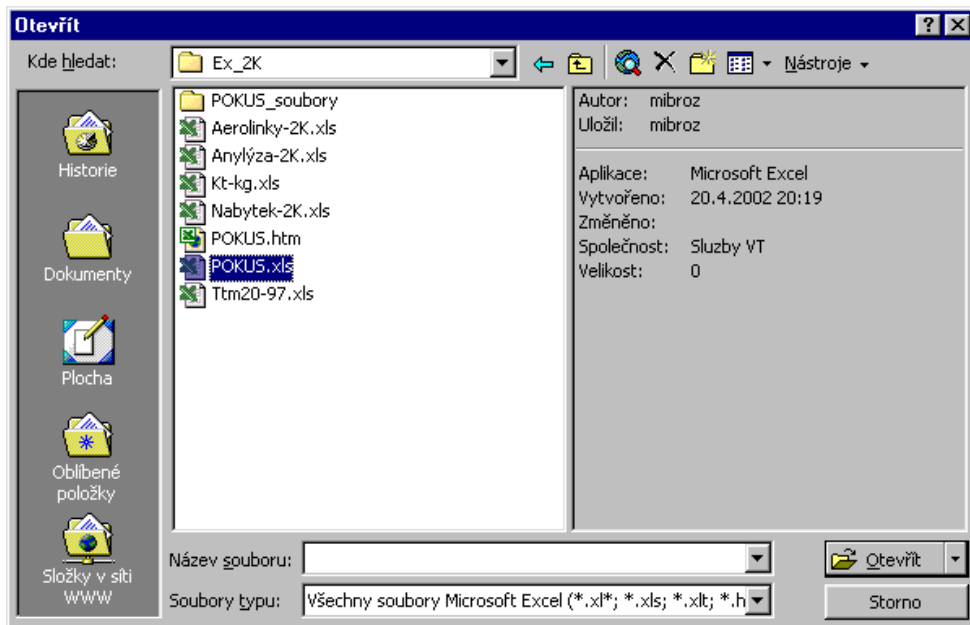 Otevřít
Kde hledat:
Ex_2K
Nástroje
Historie
Dokumenty
Plocha
Oblíbené
položky
Složky v síti
WWW
POKUS_soubory
Aerolinky-2K.xls
Anylýza-2K.xls
Kt-kg.xls
Nabytek-2K.xls
POKUS.htm
POKUS.xls
Ttm20-97.xls
Autor: mibroz
Uložil: mibroz
Aplikace: Microsoft Excel
Vytvořeno: 20.4.2002 20:19
Změněno:
Společnost: Sluzby VT
Velikost: 0
Název souboru:
Otevřít
Soubory typu: Všechny soubory Microsoft Excel (*.xl*; *.xls; *.xlt; *.h
Storno